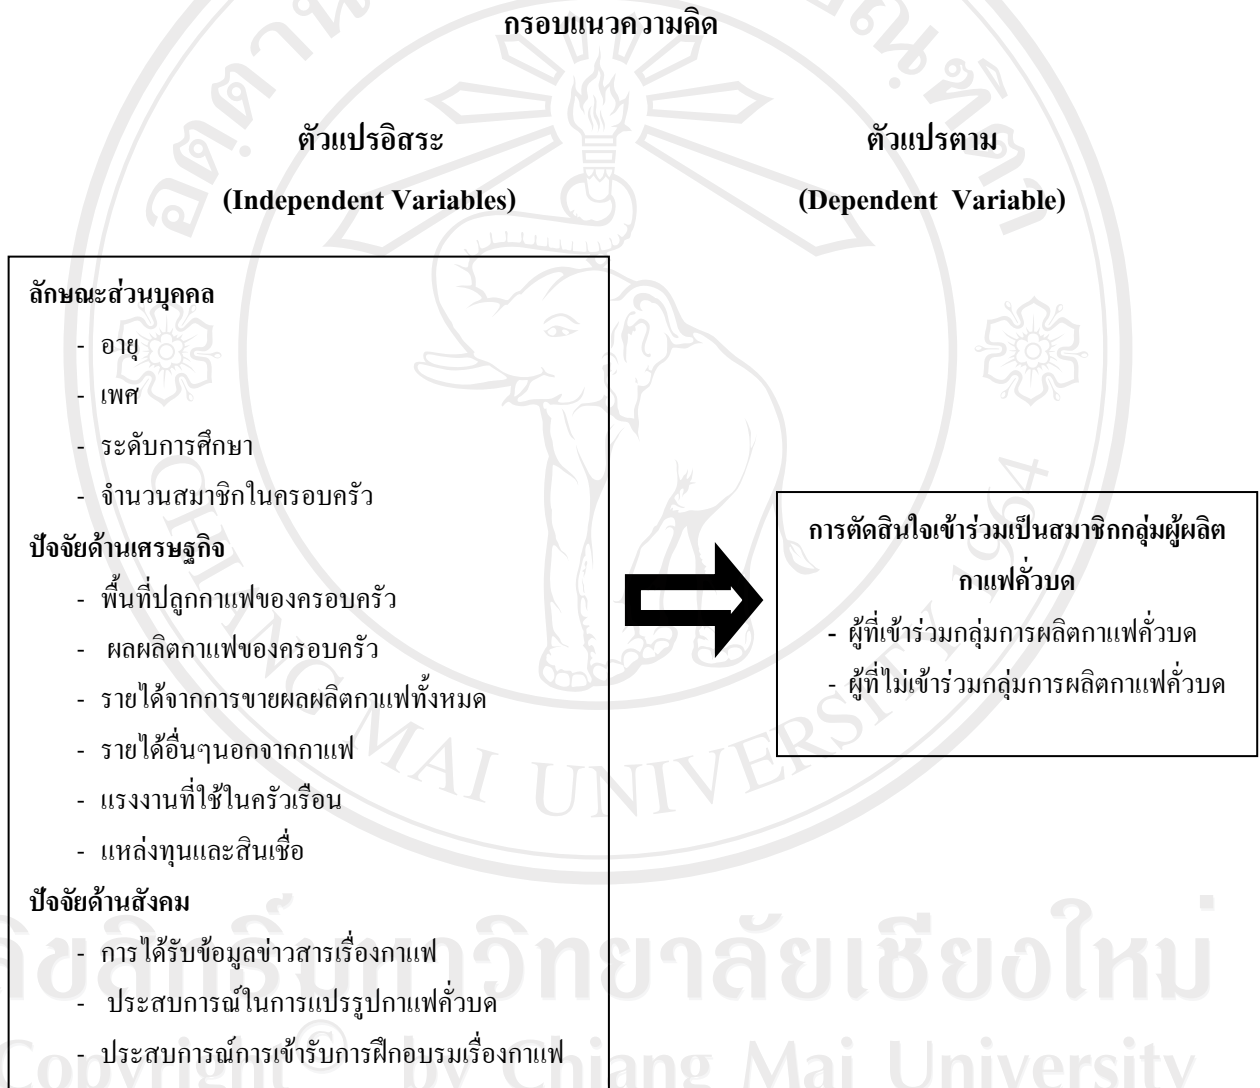 กรอบแนวความคิด
ตัวแปรอิสระ
(Independent Variables)
ตัวแปรตาม
(Dependent Variable)
ลักษณะส่วนบุคคล
- อายุ
- เพศ
- ระดับการศึกษา
- จำนวนสมาชิกในครอบครัว
ปัจจัยด้านเศรษฐกิจ
- พื้นที่ปลูกกาแฟของครอบครัว
- ผลผลิตกาแฟของครอบครัว
- รายได้จากการขายผลผลิตกาแฟทั้งหมด
- รายได้อื่นๆนอกจากกาแฟ
- แรงงานที่ใช้ในครัวเรือน
- แหล่งทุนและสินเชื่อ
ปัจจัยด้านสังคม
- การได้รับข้อมูลข่าวสารเรื่องกาแฟ
- ประสบการณ์ในการแปรรูปกาแฟคั่วบด
- ประสบการณ์การเข้ารับการฝึกอบรมเรื่องกาแฟ
การตัดสินใจเข้าร่วมเป็นสมาชิกกลุ่มผู้ผลิต
กาแฟคั่วบด
- ผู้ที่เข้าร่วมกลุ่มการผลิตกาแฟคั่วบด
- ผู้ที่ไม่เข้าร่วมกลุ่มการผลิตกาแฟคั่วบด
CHIANG MAI UNIVERSITY 1964
Copyright © by Chiang Mai University